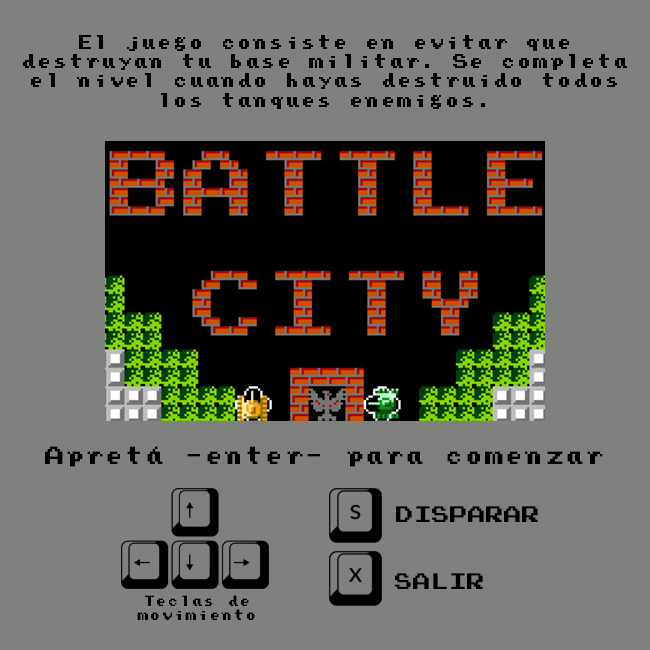 El juego consiste en evitar que
destruyan tu base militar. Se completa
el nivel cuando hayas destruido todos
los tanques enemigos.
BATTLE
CITY
Apretá -enter- para comenzar
↑
← ↓ →
Teclas de
movimiento
S DISPARAR
X SALIR